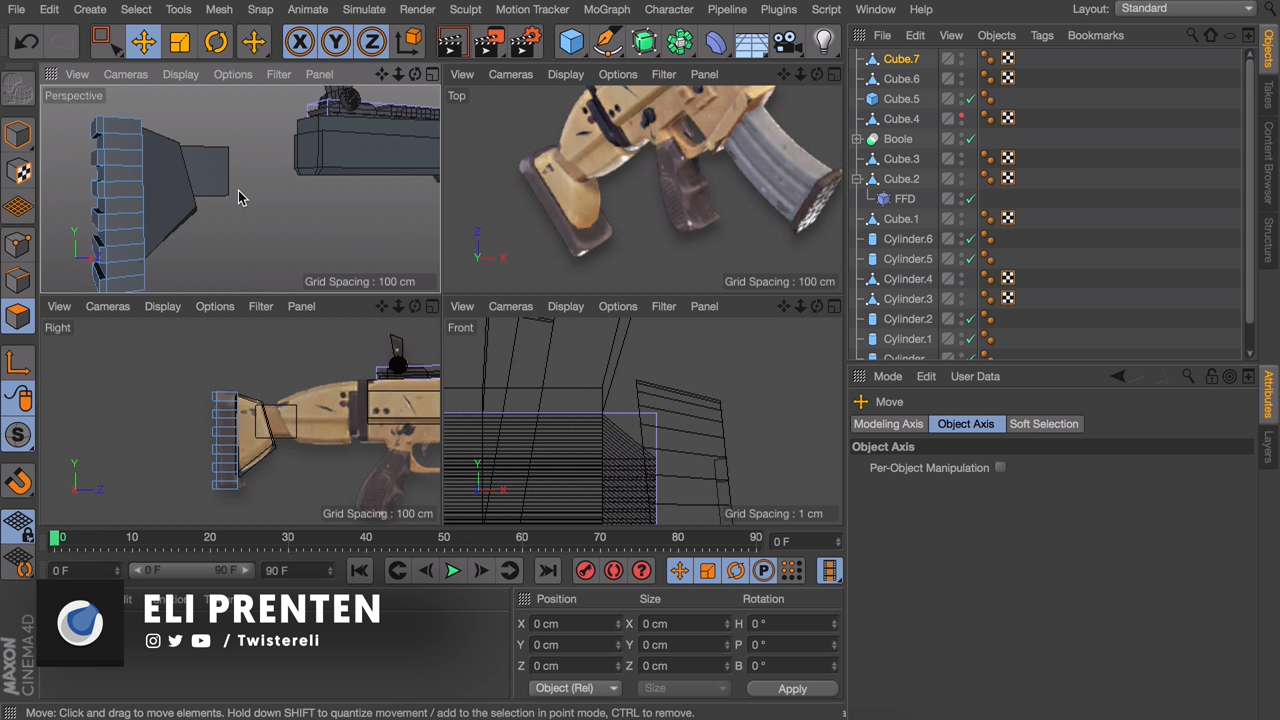 File Edit Create Select Tools Mesh Snap Animate Simulate Render Sculpt Motion Tracker MoGraph Character Pipeline Plugins Script Window Help Layout: Standard
View Cameras Display Options Filter Panel
Perspective
Grid Spacing : 100 cm
View Cameras Display Options Filter Panel
Top
Grid Spacing : 100 cm
View Cameras Display Options Filter Panel
Right
Grid Spacing : 100 cm
View Cameras Display Options Filter Panel
Front
Grid Spacing : 1 cm
File Edit View Objects Tags Bookmarks
Cube.7
Cube.6
Cube.5
Cube.4
Boole
Cube.3
Cube.2
FFD
Cube.1
Cylinder.6
Cylinder.5
Cylinder.4
Cylinder.3
Cylinder.2
Cylinder.1
Cylinder
Objects
Takes
Content Browser
Structure
Mode Edit User Data
Move
Modeling Axis Object Axis Soft Selection
Object Axis
Per-Object Manipulation
Attributes
Layers
0 10 20 30 40 50 60 70 80 90 0 F
0 F 0 F 90 F 90 F
Position Size Rotation
X 0 cm X 0 cm H 0 °
Y 0 cm Y 0 cm P 0 °
Z 0 cm Z 0 cm B 0 °
Object (Rel) Size Apply
ELI PRENTEN
/ Twistereli
MAXON
CINEMA 4D
Move: Click and drag to move elements. Hold down SHIFT to quantize movement / add to the selection in point mode, CTRL to remove.